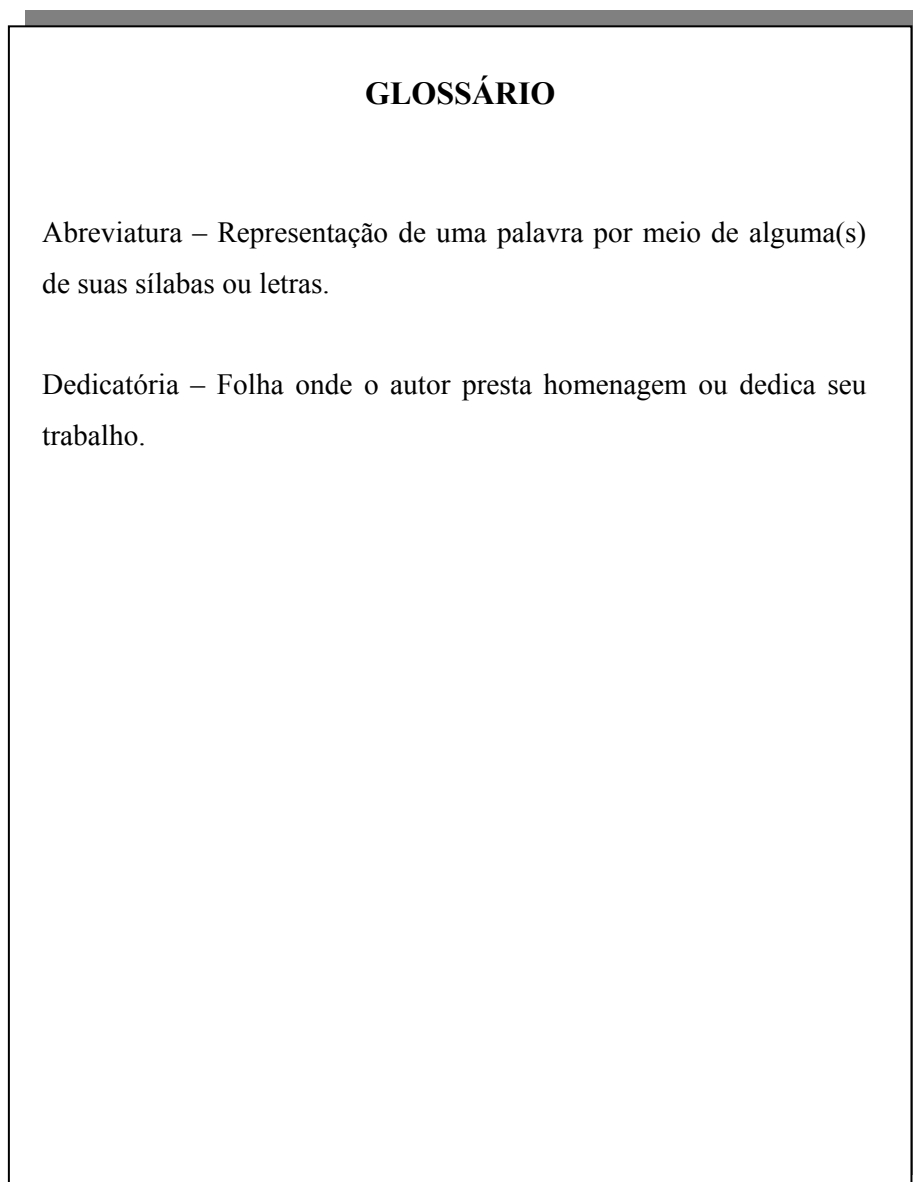 GLOSSÁRIO
Abreviatura – Representação de uma palavra por meio de alguma(s)
de suas sílabas ou letras.
Dedicatória – Folha onde o autor presta homenagem ou dedica seu
trabalho.